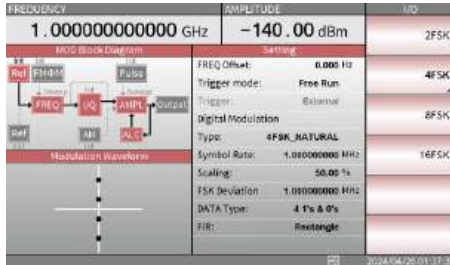 FREQUENCY
AMPLITUDE
I/Q
1.000000000000 GHz
-140.00 dBm
MOD Block Diagram
Setting
2FSK
4FSK
8FSK
16FSK
Ref
FM/ΦM
Pulse
FREQ
I/Q
AMPL
Output
Ref
AM
ALC
Modulation Waveform
FREQ Offset: 0.000 Hz
Trigger mode: Free Run
Trigger: External
Digital Modulation
Type: 4FSK_NATURAL
Symbol Rate: 1.000000000 MHz
Scaling: 50.00 %
FSK Deviation 1.000000000 MHz
DATA Type: 4 1's & 0's
FIR: Rectangle
2024/04/26 01:37:3